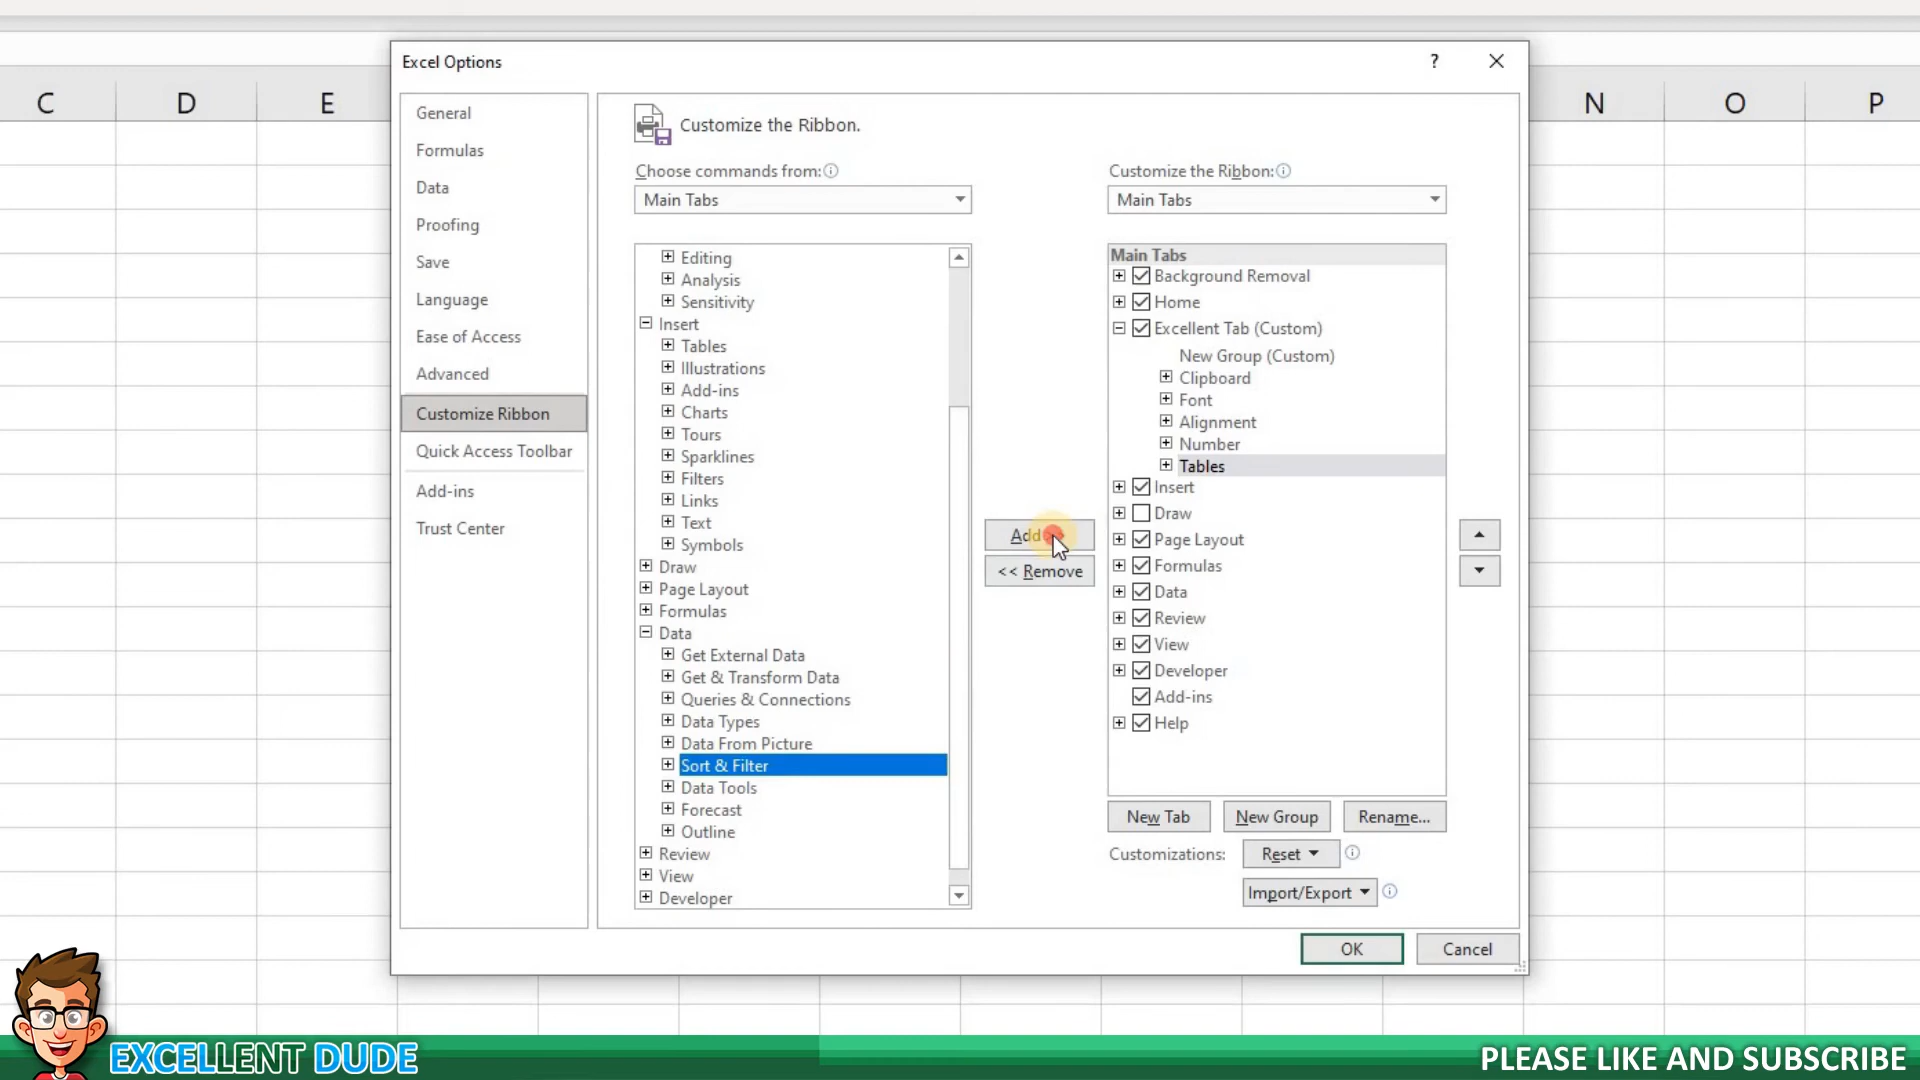 Excel Options
?
C
D
E
N
O
P
General
Formulas
Data
Proofing
Save
Language
Ease of Access
Advanced
Customize Ribbon
Quick Access Toolbar
Add-ins
Trust Center
Customize the Ribbon.
Choose commands from:
Main Tabs
Editing
Analysis
Sensitivity
Insert
Tables
Illustrations
Add-ins
Charts
Tours
Sparklines
Filters
Links
Text
Symbols
Draw
Page Layout
Formulas
Data
Get External Data
Get & Transform Data
Queries & Connections
Data Types
Data From Picture
Sort & Filter
Data Tools
Forecast
Outline
Review
View
Developer
Add
<< Remove
Customize the Ribbon:
Main Tabs
Main Tabs
Background Removal
Home
Excellent Tab (Custom)
New Group (Custom)
Clipboard
Font
Alignment
Number
Tables
Insert
Draw
Page Layout
Formulas
Data
Review
View
Developer
Add-ins
Help
New Tab
New Group
Rename...
Customizations:
Reset
Import/Export
OK
Cancel
EXCELLENT DUDE
PLEASE LIKE AND SUBSCRIBE